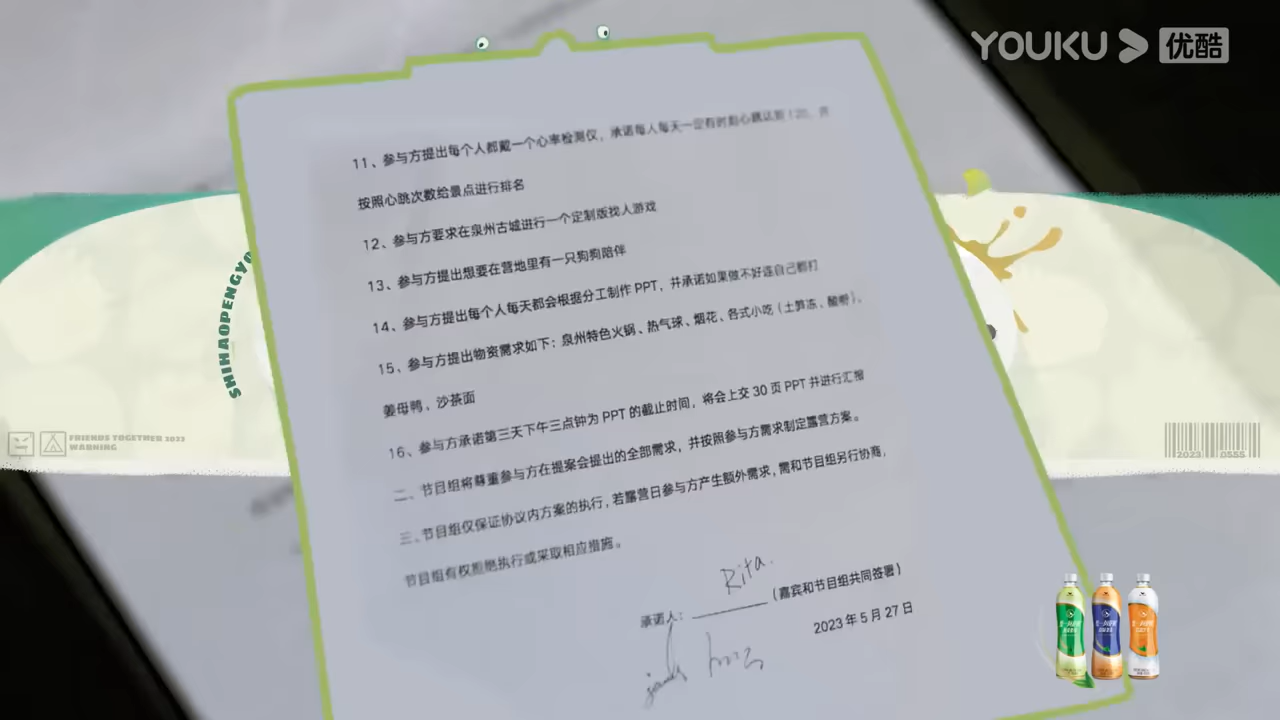 YOUKU 优酷
11、参与方提出每个人都戴一个心率检测仪，承诺每人每天一定有时刻心跳达到120，并
按照心跳次数给景点进行排名
12、参与方要求在泉州古城进行一个定制版找人游戏
13、参与方提出想要在营地里有一只狗狗陪伴
14、参与方提出每个人每天都会根据分工制作 PPT，并承诺如果做不好连自己都打
15、参与方提出物资需求如下：泉州特色火锅、热气球、烟花、各式小吃（土笋冻、酸粉）、
姜母鸭、沙茶面
16、参与方承诺第三天下午三点钟为 PPT 的截止时间，将会上交 30 页 PPT 并进行汇报
二、节目组将尊重参与方在提案会提出的全部需求，并按照参与方需求制定露营方案。
三、节目组仅保证协议内方案的执行，若露营日参与方产生额外需求，需和节目组另行协商，
节目组有权拒绝执行或采取相应措施。
Rita.
承诺人：（嘉宾和节目组共同签署）
2023 年 5 月 27 日
SHIHAOPENGYO
FRIENDS TOGETHER 2023
WARNING
2023 0555